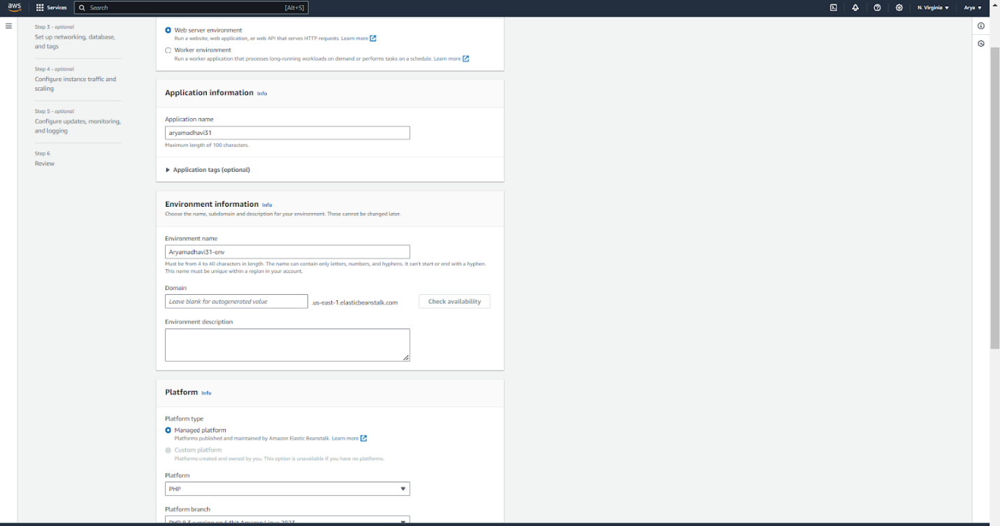 aws
Services
Search
[Alt+S]
N. Virginia
Arya
Step 3 - optional
Set up networking, database,
and tags
Step 4 - optional
Configure instance traffic and
scaling
Step 5 - optional
Configure updates, monitoring,
and logging
Step 6
Review
Web server environment
Run a website, web application, or web API that serves HTTP requests. Learn more
Worker environment
Run a worker application that processes long-running workloads on demand or performs tasks on a schedule. Learn more
Application information Info
Application name
aryamadhavi31
Maximum length of 100 characters.
Application tags (optional)
Environment information Info
Choose the name, subdomain and description for your environment. These cannot be changed later.
Environment name
Aryamadhavi31-env
Must be from 4 to 40 characters in length. The name can contain only letters, numbers, and hyphens. It can't start or end with a hyphen.
This name must be unique within a region in your account.
Domain
Leave blank for autogenerated value
.us-east-1.elasticbeanstalk.com
Check availability
Environment description
Platform Info
Platform type
Managed platform
Platforms published and maintained by Amazon Elastic Beanstalk. Learn more
Custom platform
Platforms created and owned by you. This option is unavailable if you have no platforms.
Platform
PHP
Platform branch
PHP 8.3 running on 64bit Amazon Linux 2023